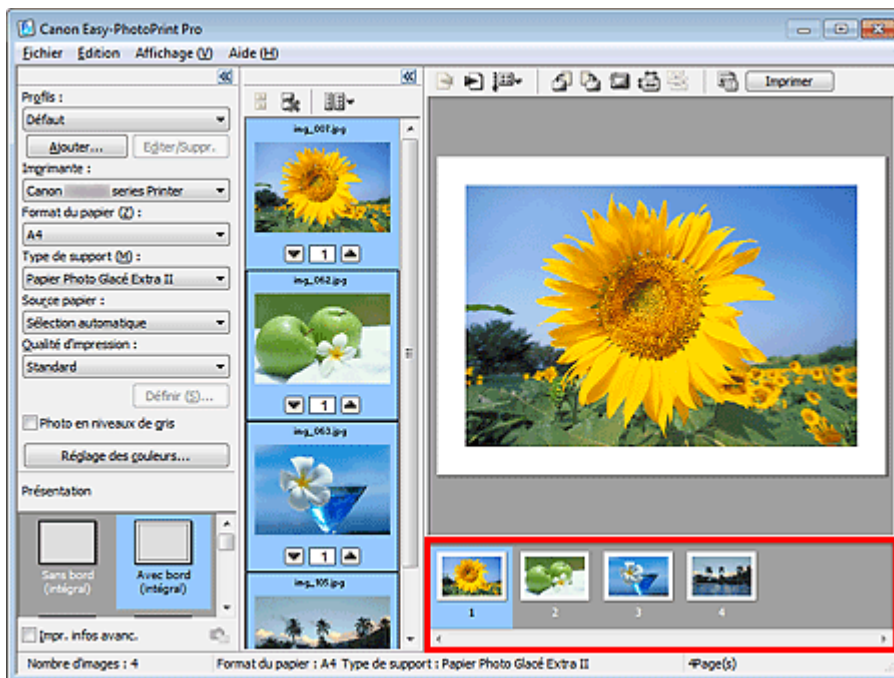 Canon Easy-PhotoPrint Pro
Fichier Edition Affichage (V) Aide (H)
Profils :
Défaut
Ajouter... Editer/Suppr.
Imprimante :
Canon series Printer
Format du papier (Z) :
A4
Type de support (M) :
Papier Photo Glacé Extra II
Source papier :
Sélection automatique
Qualité d'impression :
Standard
Définir (S)...
Photo en niveaux de gris
Réglage des couleurs...
Présentation
Sans bord
(intégral)
Avec bord
(intégral)
Impr. infos avanc.
img_007.jpg
1
img_062.jpg
1
img_063.jpg
1
img_105.jpg
Imprimer
1 2 3 4
Nombre d'images : 4 Format du papier : A4 Type de support : Papier Photo Glacé Extra II 4Page(s)